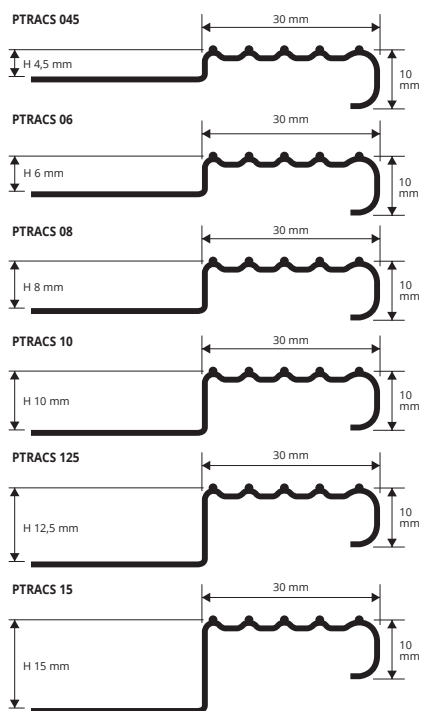 PTRACS 045
30 mm
H 4,5 mm
10
mm
PTRACS 06
30 mm
H 6 mm
10
mm
PTRACS 08
30 mm
H 8 mm
10
mm
PTRACS 10
30 mm
H 10 mm
10
mm
PTRACS 125
30 mm
H 12,5 mm
10
mm
PTRACS 15
30 mm
H 15 mm
10
mm